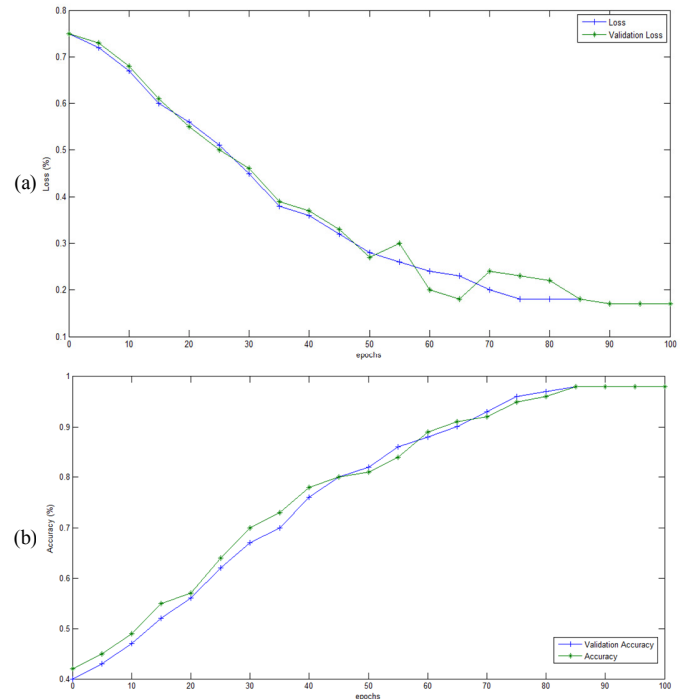 0.8
Loss
Validation Loss
0.7
0.6
0.5
(a)
Loss (%)
0.4
0.3
0.2
0.1
0 10 20 30 40 50 60 70 80 90 100
epochs
1
0.9
0.8
0.7
(b)
Accuracy (%)
0.6
0.5
Validation Accuracy
Accuracy
0.4
0 10 20 30 40 50 60 70 80 90 100
epochs